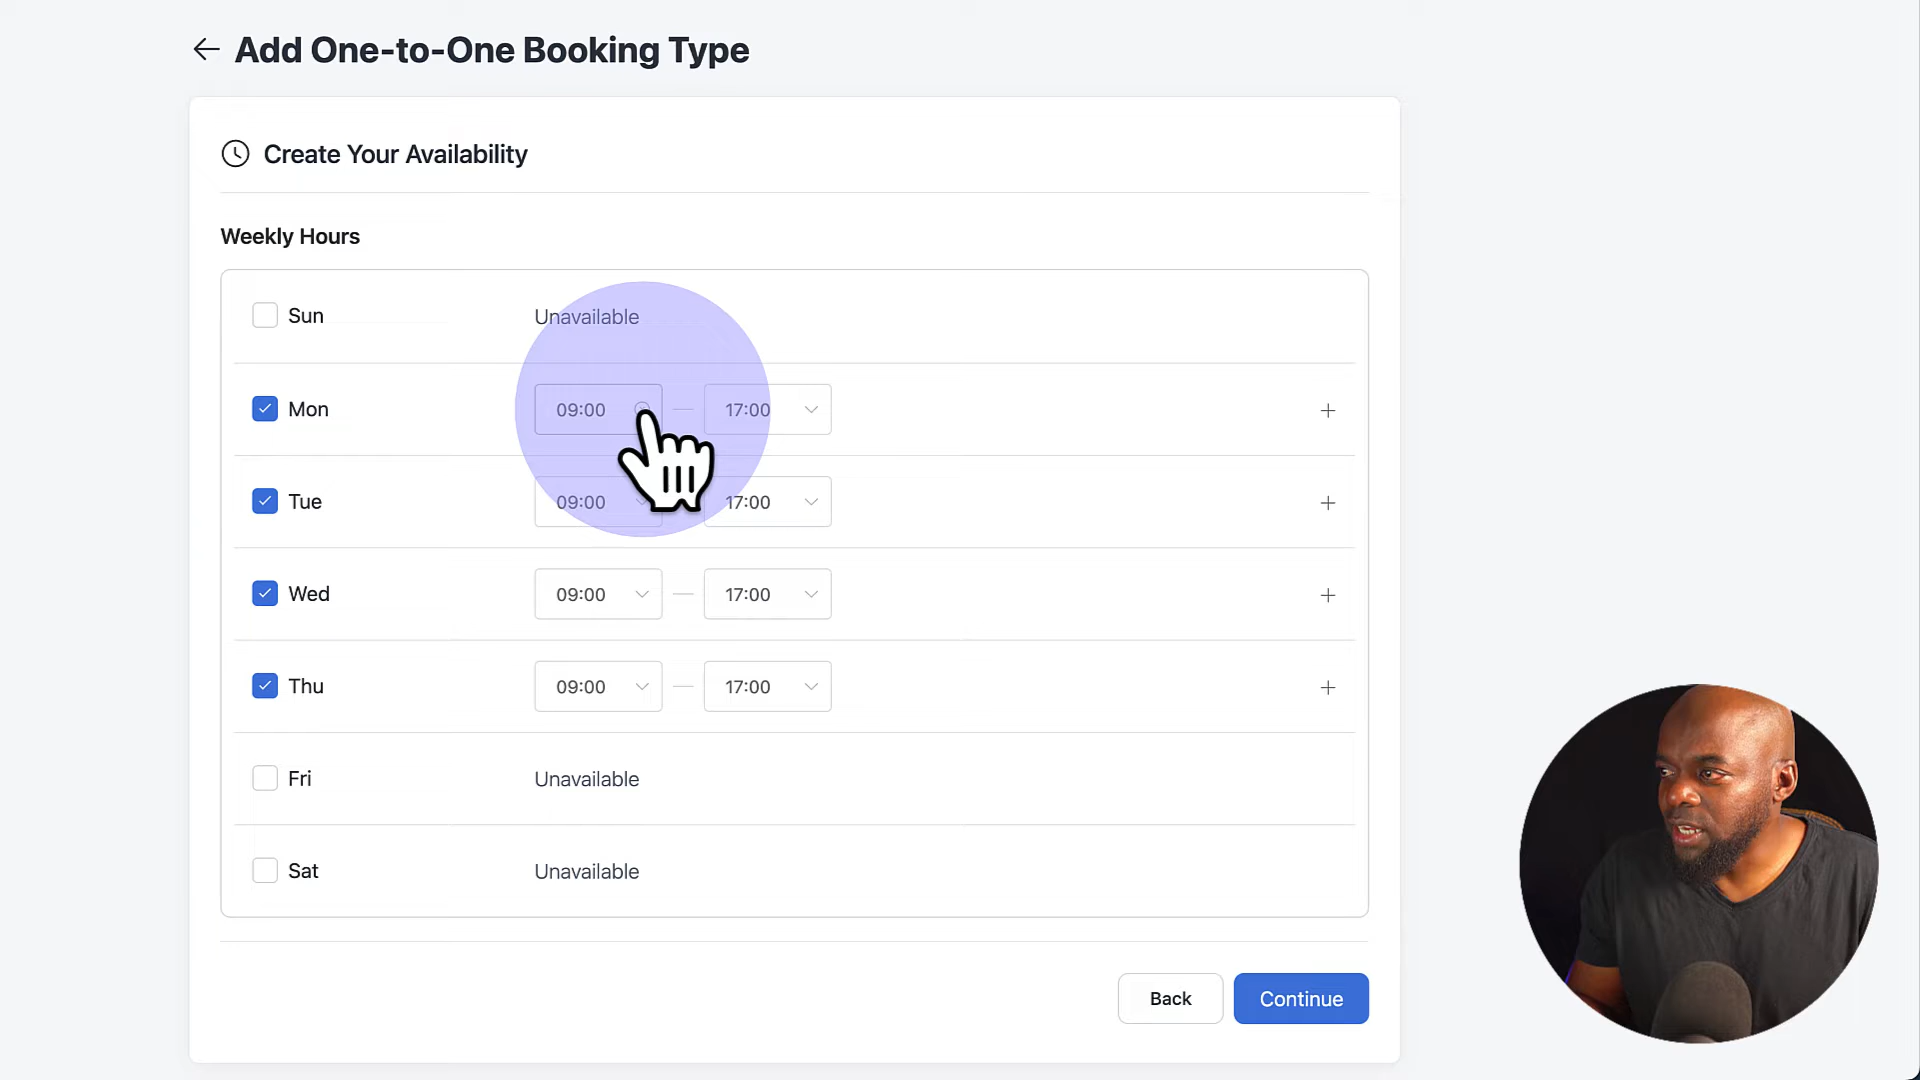 Add One-to-One Booking Type
Create Your Availability
Weekly Hours
Sun Unavailable
Mon 09:00 — 17:00 +
Tue 09:00 17:00 +
Wed 09:00 — 17:00 +
Thu 09:00 — 17:00 +
Fri Unavailable
Sat Unavailable
Back Continue